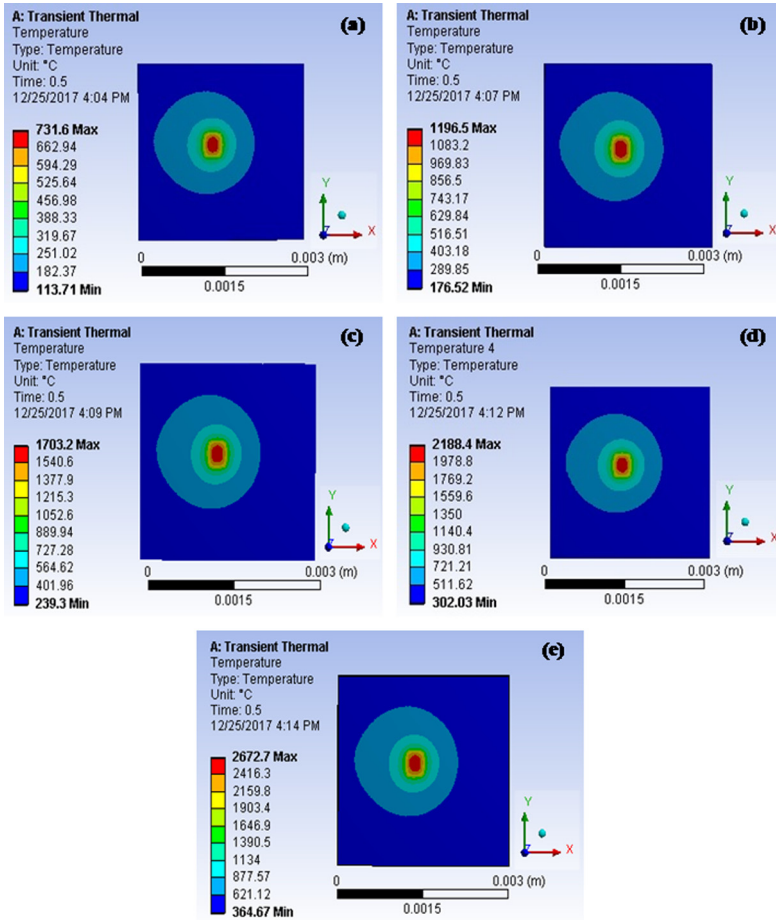 A: Transient Thermal
(a)
Temperature
Type: Temperature
Unit: °C
Time: 0.5
12/25/2017 4:04 PM
731.6 Max
662.94
594.29
525.64
456.98
388.33
319.67
251.02
182.37
113.71 Min
Y
X
Z
0
0.003 (m)
0.0015
A: Transient Thermal
(b)
Temperature
Type: Temperature
Unit: °C
Time: 0.5
12/25/2017 4:07 PM
1196.5 Max
1083.2
969.83
856.5
743.17
629.84
516.51
403.18
289.85
176.52 Min
Y
X
Z
0
0.003 (m)
0.0015
A: Transient Thermal
(c)
Temperature
Type: Temperature
Unit: °C
Time: 0.5
12/25/2017 4:09 PM
1703.2 Max
1540.6
1377.9
1215.3
1052.6
889.94
727.28
564.62
401.96
239.3 Min
Y
X
Z
0
0.003 (m)
0.0015
A: Transient Thermal
(d)
Temperature 4
Type: Temperature
Unit: °C
Time: 0.5
12/25/2017 4:12 PM
2188.4 Max
1978.8
1769.2
1559.6
1350
1140.4
930.81
721.21
511.62
302.03 Min
Y
X
Z
0
0.003 (m)
0.0015
A: Transient Thermal
(e)
Temperature
Type: Temperature
Unit: °C
Time: 0.5
12/25/2017 4:14 PM
2672.7 Max
2416.3
2159.8
1903.4
1646.9
1390.5
1134
877.57
621.12
364.67 Min
Y
X
Z
0
0.003 (m)
0.0015